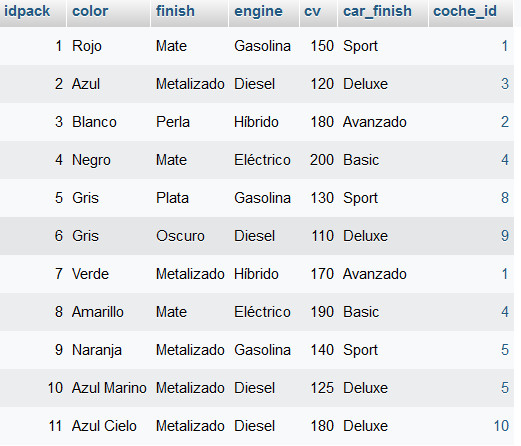 idpack color finish engine cv car_finish coche_id
1 Rojo Mate Gasolina 150 Sport 1
2 Azul Metalizado Diesel 120 Deluxe 3
3 Blanco Perla Híbrido 180 Avanzado 2
4 Negro Mate Eléctrico 200 Basic 4
5 Gris Plata Gasolina 130 Sport 8
6 Gris Oscuro Diesel 110 Deluxe 9
7 Verde Metalizado Híbrido 170 Avanzado 1
8 Amarillo Mate Eléctrico 190 Basic 4
9 Naranja Metalizado Gasolina 140 Sport 5
10 Azul Marino Metalizado Diesel 125 Deluxe 5
11 Azul Cielo Metalizado Diesel 180 Deluxe 10